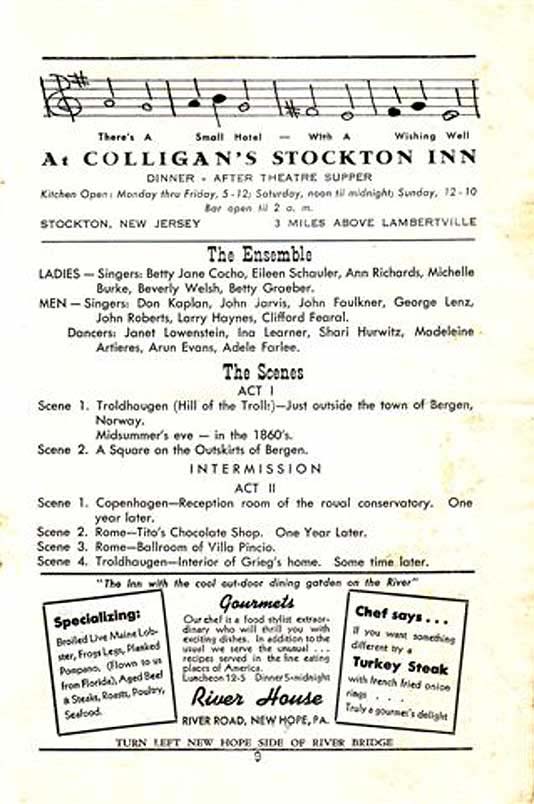 There's A Small Hotel — With A Wishing Well
At COLLIGAN'S STOCKTON INN
DINNER - AFTER THEATRE SUPPER
Kitchen Open: Monday thru Friday, 5-12; Saturday, noon til midnight; Sunday, 12-10
Bar open til 2 a. m.
STOCKTON, NEW JERSEY 3 MILES ABOVE LAMBERTVILLE
The Ensemble
LADIES — Singers: Betty Jane Cocho, Eileen Schauler, Ann Richards, Michelle
Burke, Beverly Welsh, Betty Graeber.
MEN — Singers: Don Kaplan, John Jarvis, John Faulkner, George Lenz,
John Roberts, Larry Haynes, Clifford Fearal.
Dancers: Janet Lowenstein, Ina Learner, Shari Hurwitz, Madeleine
Artieres, Arun Evans, Adele Farlee.
The Scenes
ACT I
Scene 1. Troldhaugen (Hill of the Trolls)—Just outside the town of Bergen,
Norway.
Midsummer's eve — in the 1860's.
Scene 2. A Square on the Outskirts of Bergen.
INTERMISSION
ACT II
Scene 1. Copenhagen—Reception room of the roual conservatory. One
year later.
Scene 2. Rome—Tito's Chocolate Shop. One Year Later.
Scene 3. Rome—Ballroom of Villa Pincio.
Scene 4. Troldhaugen—Interior of Grieg's home. Some time later.
"The Inn with the cool out-door dining garden on the River"
Specializing:
Broiled Live Maine Lob-
ster, Frogs Legs, Planked
Pompano, (Flown to us
from Florida), Aged Beef
& Steaks, Roasts, Poultry,
Seafood.
Gourmets
Our chef is a food stylist extraor-
dinary who will thrill you with
exciting dishes. In addition to the
usual we serve the unusual ...
recipes served in the fine eating
places of America.
Luncheon 12-5 Dinner 5-midnight
River House
RIVER ROAD, NEW HOPE, PA.
Chef says . . .
If you want something
different try a
Turkey Steak
with french fried onion
rings . . . .
Truly a gourmet's delight
TURN LEFT NEW HOPE SIDE OF RIVER BRIDGE
9